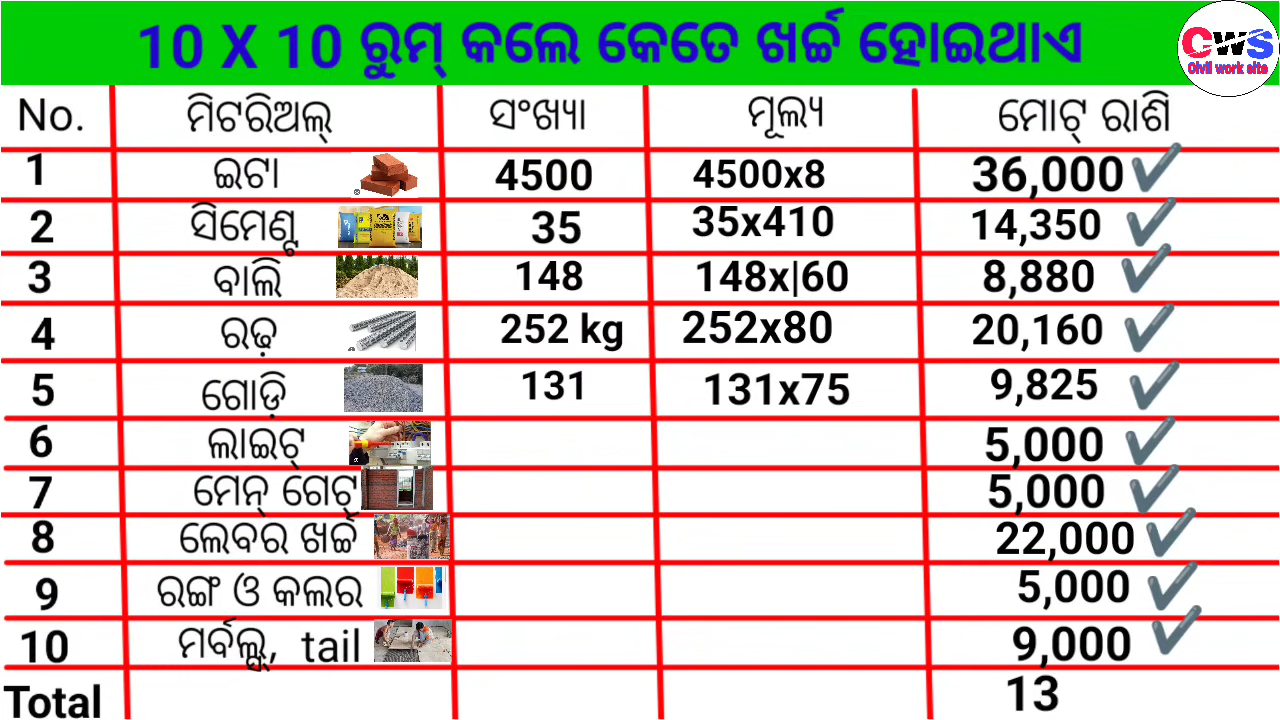 10 X 10 ରୁମ୍ କଲେ କେତେ ଖର୍ଚ୍ଚ ହୋଇଥାଏ
CWS
Civil work site
No. ମିଟରିଅଲ୍ ସଂଖ୍ୟା ମୂଲ୍ୟ ମୋଟ୍ ରାଶି
1 ଇଟା 4500 4500x8 36,000
2 ସିମେଣ୍ଟ 35 35x410 14,350
3 ବାଲି 148 148x|60 8,880
4 ରଢ଼ 252 kg 252x80 20,160
5 ଗୋଡ଼ି 131 131x75 9,825
6 ଲାଇଟ୍ 5,000
7 ମେନ୍ ଗେଟ୍ 5,000
8 ଲେବର ଖର୍ଚ୍ଚ 22,000
9 ରଙ୍ଗ ଓ କଲର 5,000
10 ମର୍ବଲ୍ସ, tail 9,000
Total 13